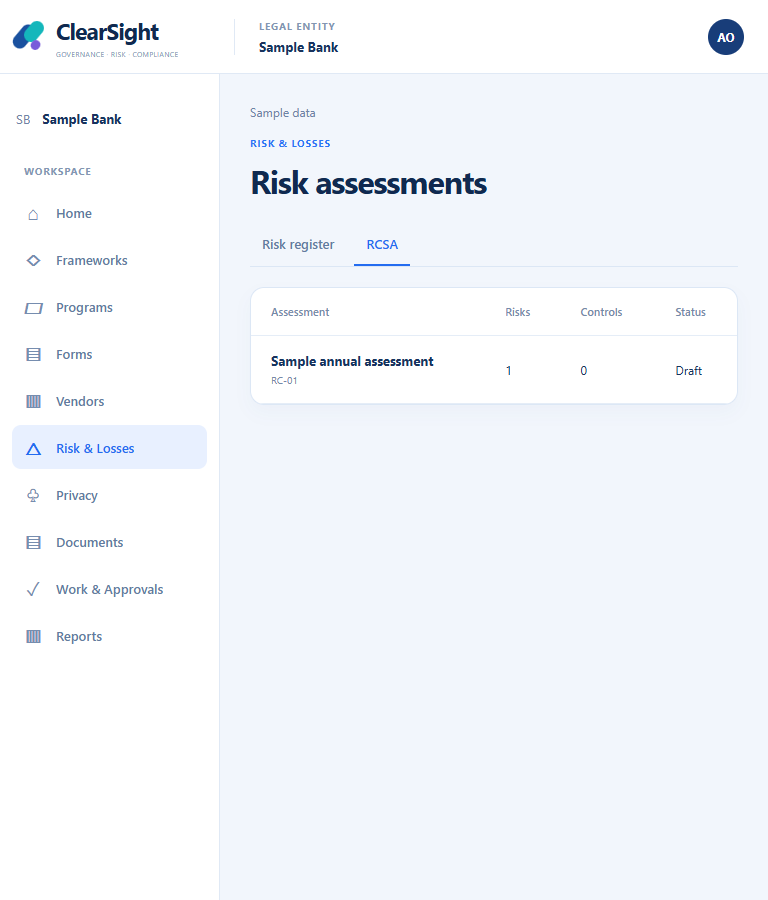 ClearSight
GOVERNANCE · RISK · COMPLIANCE
LEGAL ENTITY
Sample Bank
AO
SB Sample Bank
WORKSPACE
Home
Frameworks
Programs
Forms
Vendors
Risk & Losses
Privacy
Documents
Work & Approvals
Reports
Sample data
RISK & LOSSES
Risk assessments
Risk register RCSA
Assessment Risks Controls Status
Sample annual assessment 1 0 Draft
RC-01